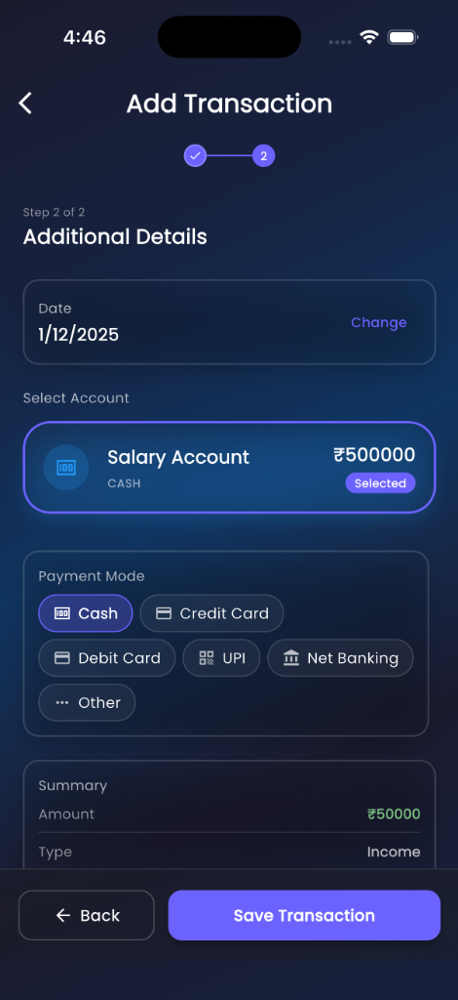 4:46
Add Transaction
2
Step 2 of 2
Additional Details
Date
1/12/2025
Change
Select Account
Salary Account
₹500000
CASH
Selected
Payment Mode
Cash
Credit Card
Debit Card
UPI
Net Banking
Other
Summary
Amount
₹50000
Type
Income
Back
Save Transaction